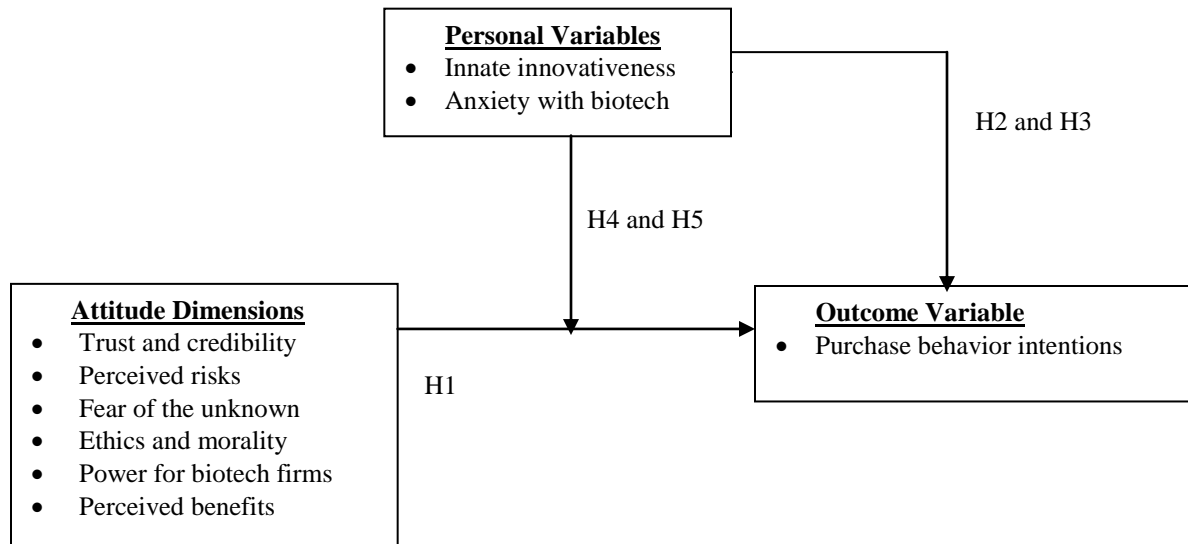 Personal Variables
• Innate innovativeness
• Anxiety with biotech
H2 and H3
H4 and H5
Attitude Dimensions
• Trust and credibility
• Perceived risks
• Fear of the unknown
• Ethics and morality
• Power for biotech firms
• Perceived benefits
H1
Outcome Variable
• Purchase behavior intentions